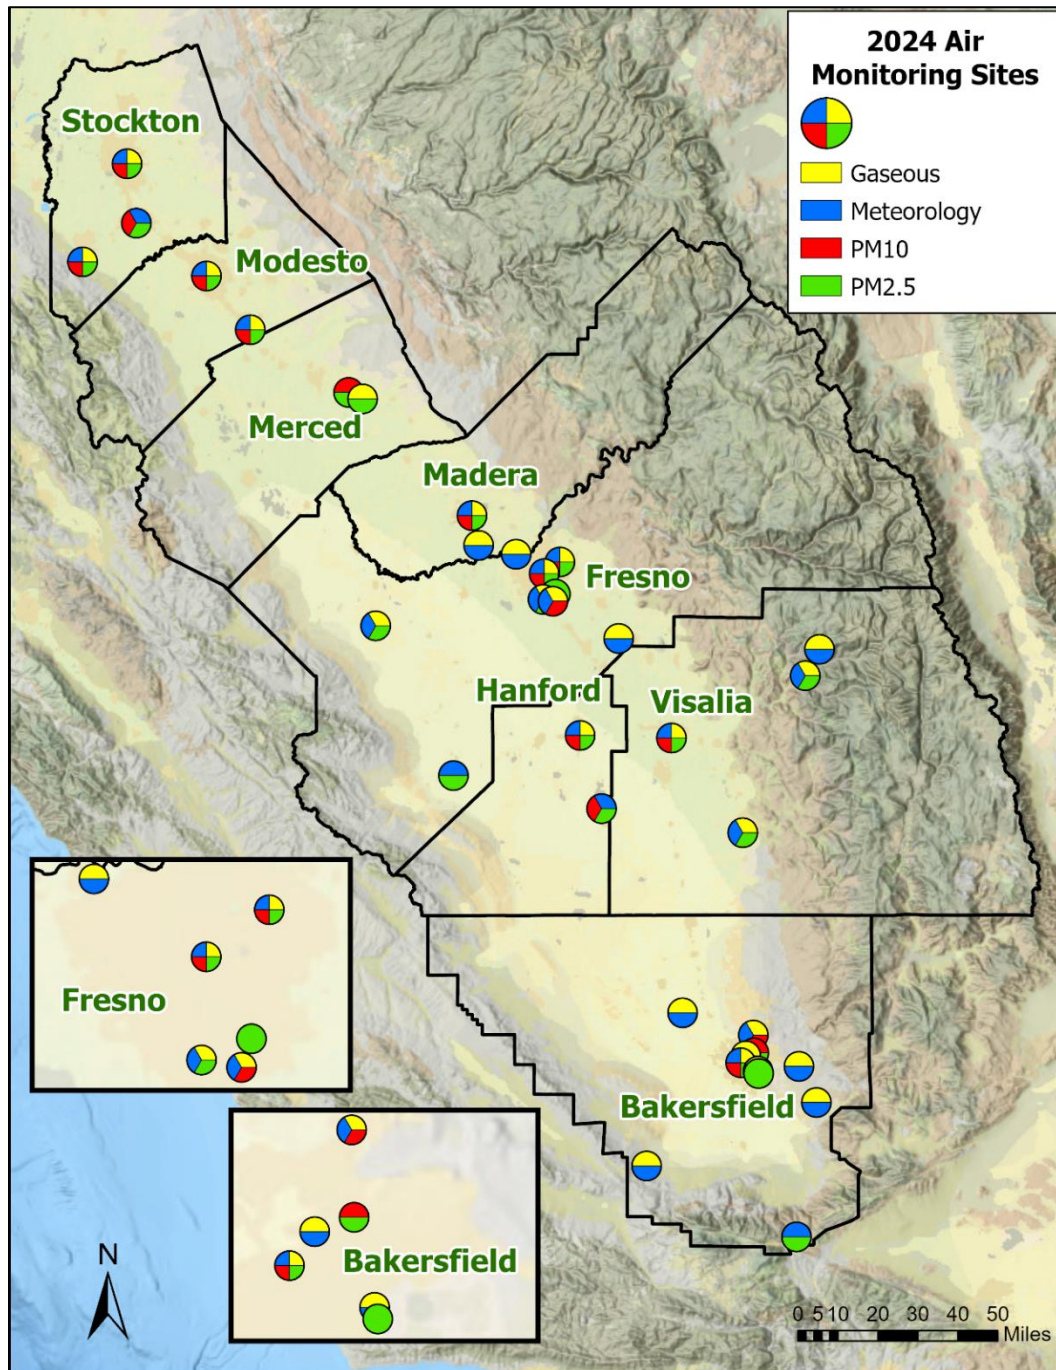 2024 Air
Monitoring Sites
Gaseous
Meteorology
PM10
PM2.5
Stockton
Modesto
Merced
Madera
Fresno
Hanford
Visalia
Bakersfield
Fresno
Bakersfield
N
0 5 10 20 30 40 50
Miles